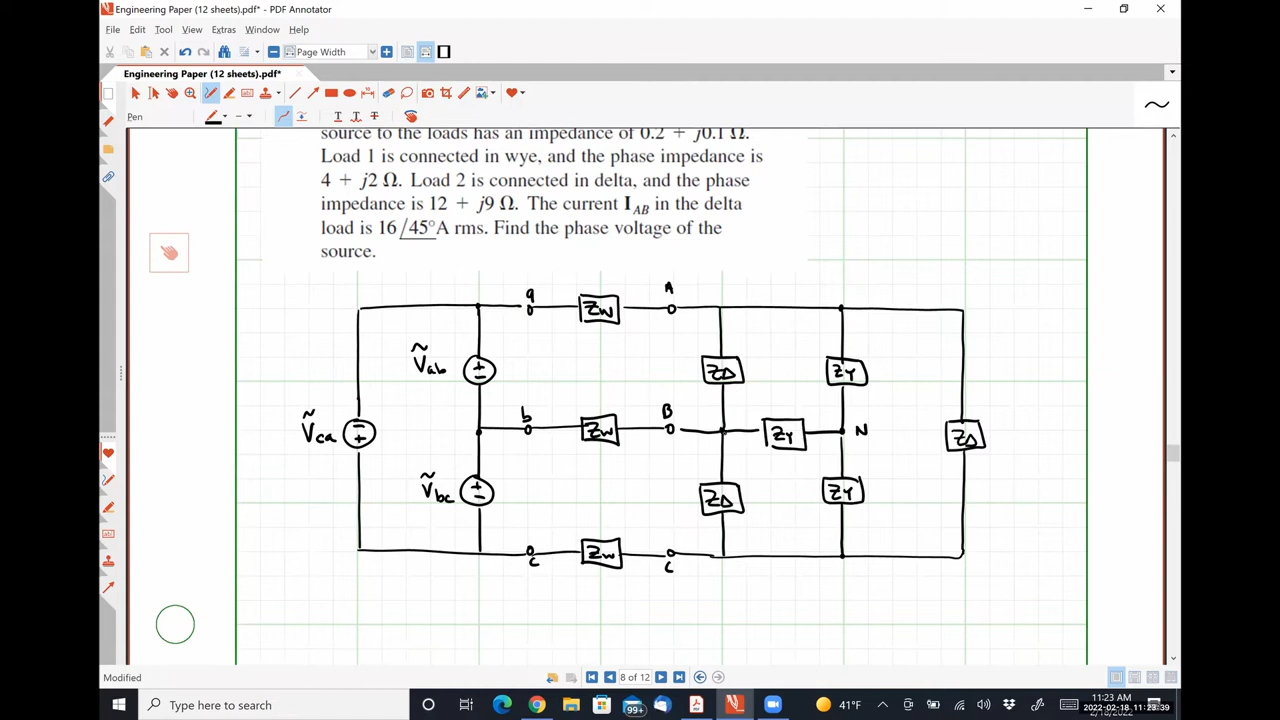 Engineering Paper (12 sheets).pdf* - PDF Annotator
File Edit Tool View Extras Window Help
Page Width
Engineering Paper (12 sheets).pdf*
Pen
source to the loads has an impedance of 0.2 + j0.1 Ω.
Load 1 is connected in wye, and the phase impedance is
4 + j2 Ω. Load 2 is connected in delta, and the phase
impedance is 12 + j9 Ω. The current I_AB in the delta
load is 16 /45° A rms. Find the phase voltage of the
source.
a Zw A
Ṽab ZΔ ZY
b Zw B ZY N
Ṽca ZΔ
Ṽbc ZΔ ZY
c Zw C
Modified 8 of 12
Type here to search 99+ 41°F 11:23 AM
2022-02-18 11:23:39